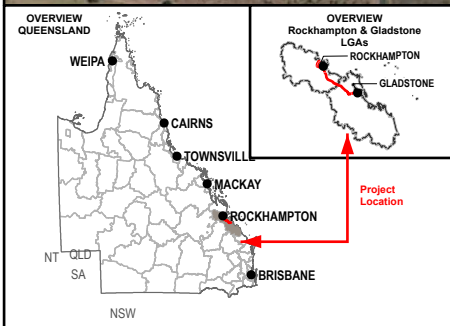 OVERVIEW
QUEENSLAND
WEIPA
CAIRNS
TOWNSVILLE
MACKAY
ROCKHAMPTON
BRISBANE
NT
QLD
SA
NSW
OVERVIEW
Rockhampton & Gladstone
LGAs
ROCKHAMPTON
GLADSTONE
Project
Location